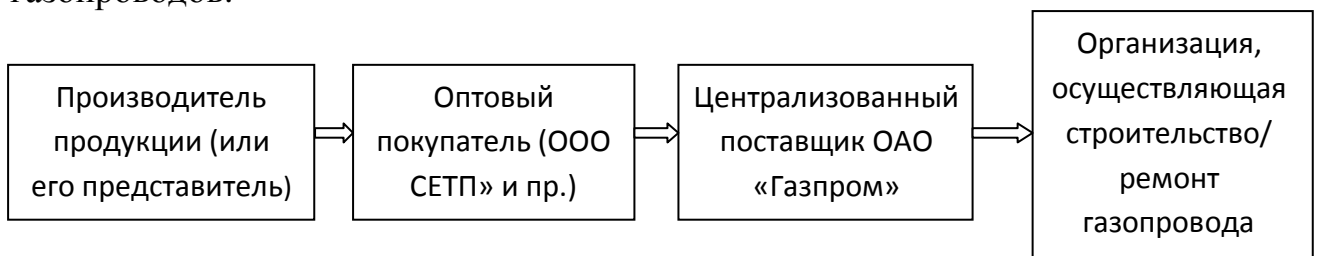 газопроводов.
Производитель
продукции (или
его представитель)
Оптовый
покупатель (ООО
СЕТП» и пр.)
Централизованный
поставщик ОАО
«Газпром»
Организация,
осуществляющая
строительство/
ремонт
газопровода